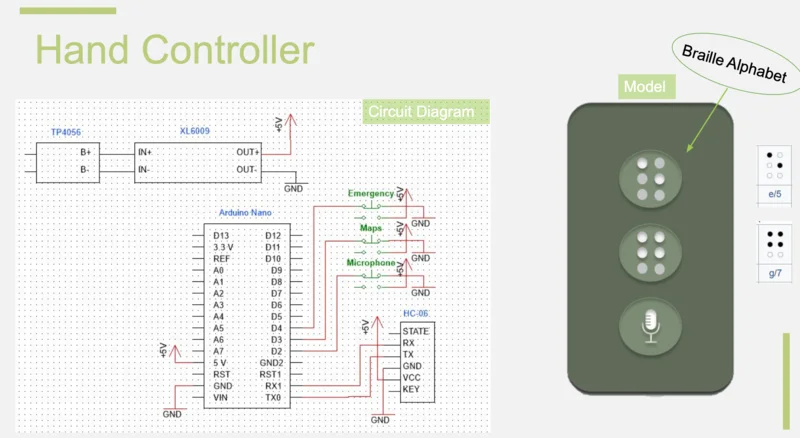 Hand Controller
Circuit Diagram
TP4056
B+
B-
XL6009
IN+
IN-
OUT+
OUT-
+5V
GND
Arduino Nano
D13
3.3 V
REF
A0
A1
A2
A3
A4
A5
A6
A7
5 V
RST
GND
VIN
D12
D11
D10
D9
D8
D7
D6
D5
D4
D3
D2
GND2
RST1
RX1
TX0
+5V
GND
Emergency
+5V
GND
Maps
+5V
GND
Microphone
+5V
GND
HC-06
STATE
RX
TX
GND
VCC
KEY
+5V
GND
Model
Braille Alphabet
e/5
g/7